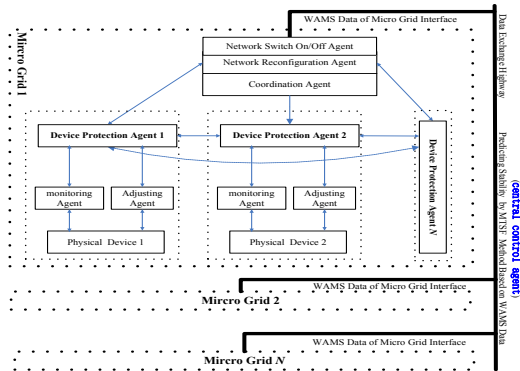 WAMS Data of Micro Grid Interface
Network Switch On/Off Agent
Network Reconfiguration Agent
Coordination Agent
Mircro Grid 1
Device Protection Agent 1
Device Protection Agent 2
Device Protection Agent N
monitoring
Agent
Adjusting
Agent
monitoring
Agent
Adjusting
Agent
Physical Device 1
Physical Device 2
WAMS Data of Micro Grid Interface
Mircro Grid 2
WAMS Data of Micro Grid Interface
Mircro Grid N
Data Exchange Highway
(central control agent)
Predicting Stability by MTSF Method Based on WAMS Data